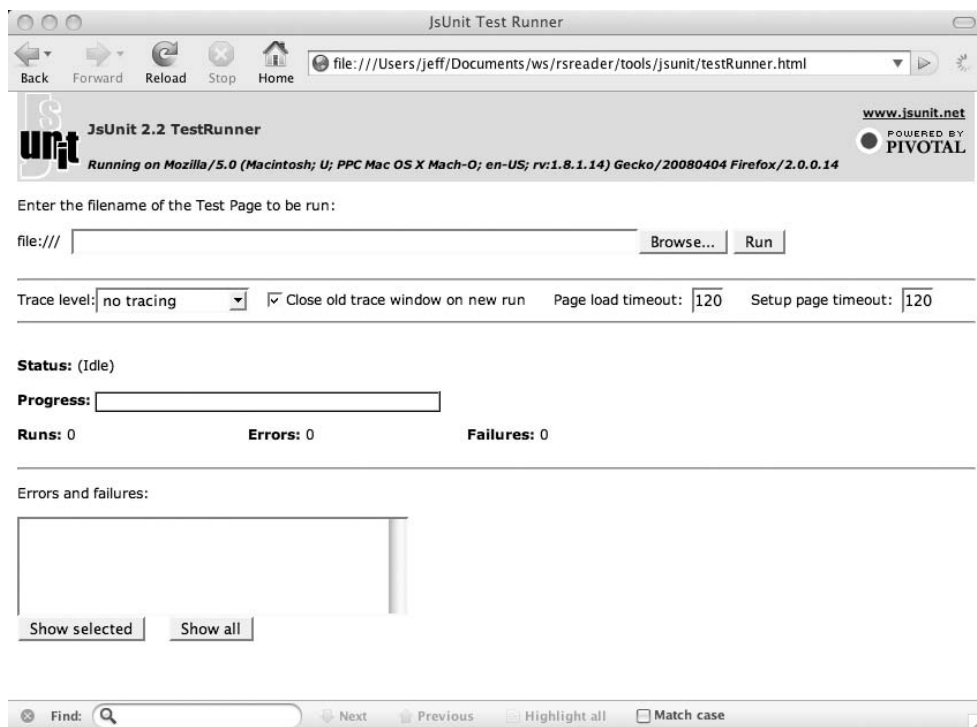 JsUnit Test Runner
Back Forward Reload Stop Home file:///Users/jeff/Documents/ws/rsreader/tools/jsunit/testRunner.html
Js unit
JsUnit 2.2 TestRunner
www.jsunit.net
POWERED BY
PIVOTAL
Running on Mozilla/5.0 (Macintosh; U; PPC Mac OS X Mach-O; en-US; rv:1.8.1.14) Gecko/20080404 Firefox/2.0.0.14
Enter the filename of the Test Page to be run:
file:/// Browse... Run
Trace level: no tracing Close old trace window on new run Page load timeout: 120 Setup page timeout: 120
Status: (Idle)
Progress:
Runs: 0 Errors: 0 Failures: 0
Errors and failures:
Show selected Show all
Find: Next Previous Highlight all Match case